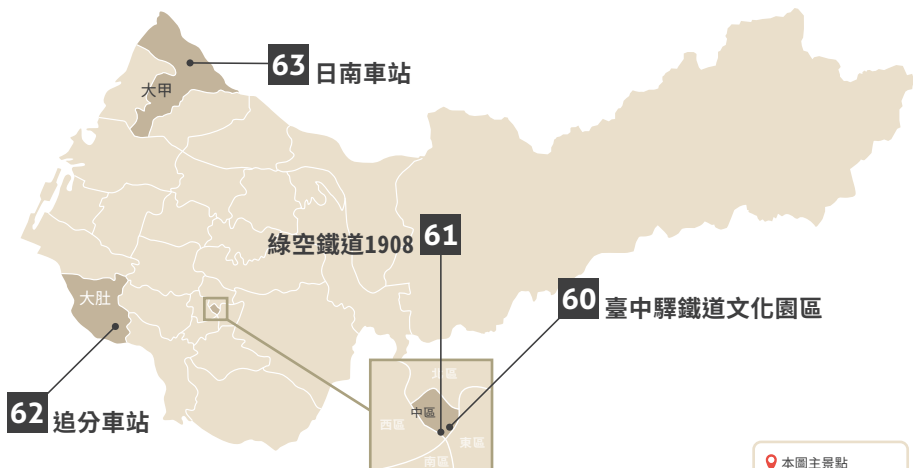 63 日南車站
大甲
綠空鐵道1908 61
大肚
60 臺中驛鐵道文化園區
北區
中區
西區
東區
62 追分車站
南區
本圖主景點